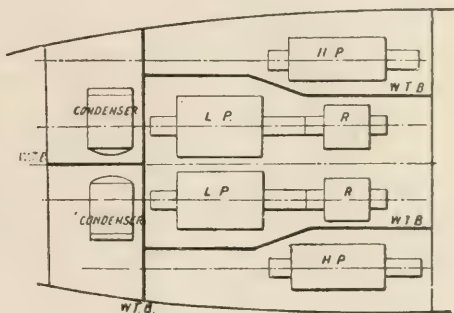 H P
W T B
CONDENSER
L P.
R
W.T.B
L P
R
CONDENSER
W T B
H P
W.T.B.